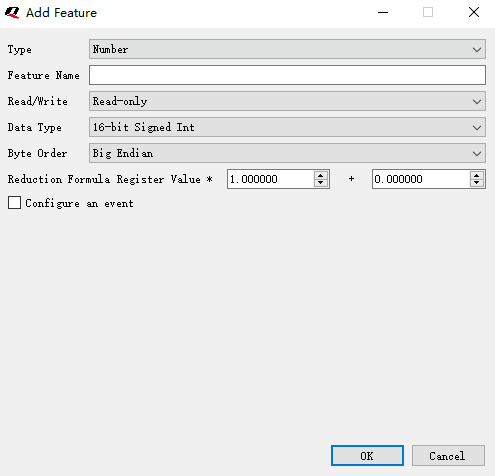 Add Feature
Type Number
Feature Name
Read/Write Read-only
Data Type 16-bit Signed Int
Byte Order Big Endian
Reduction Formula Register Value * 1.000000 + 0.000000
Configure an event
OK Cancel